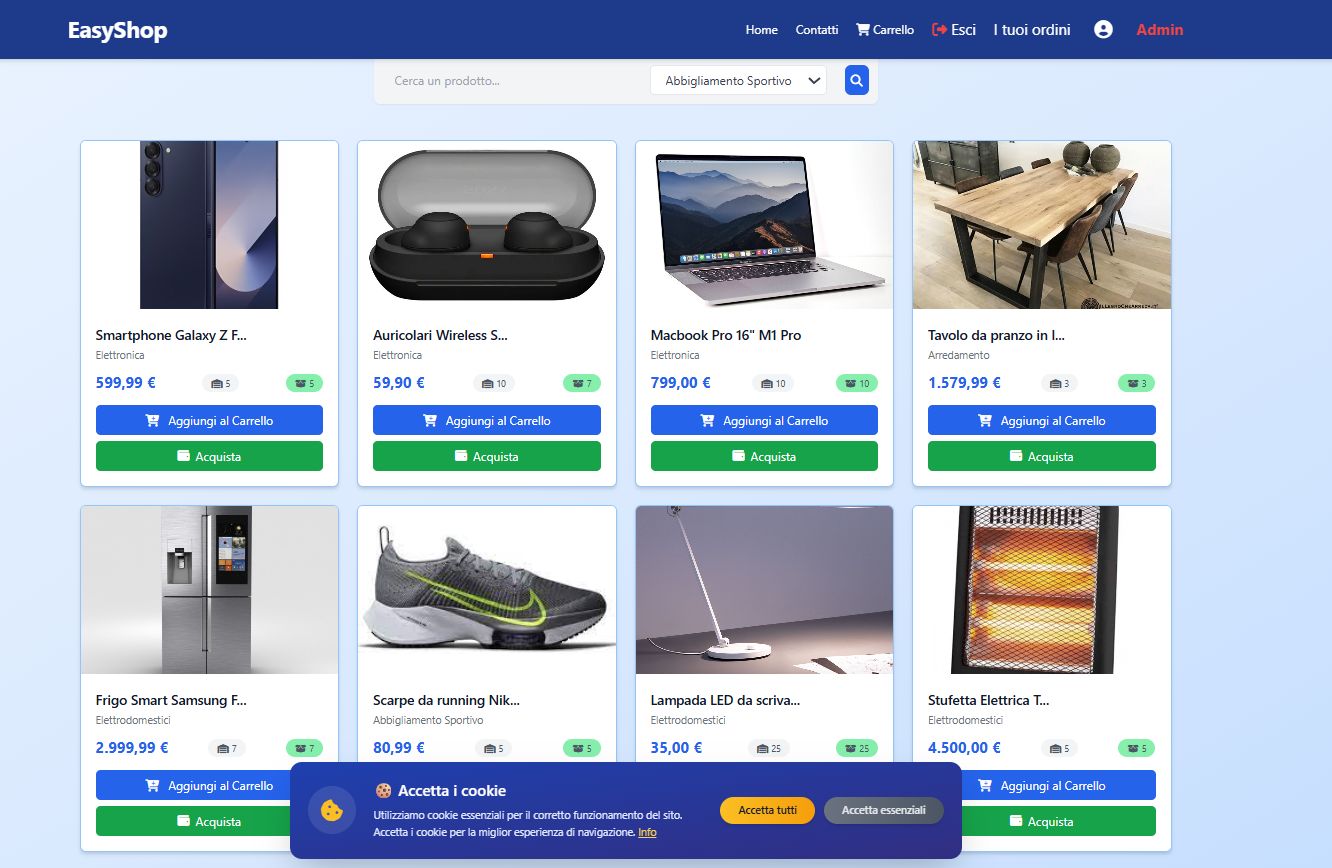 EasyShop
Home Contatti Carrello Esci I tuoi ordini Admin
Cerca un prodotto... Abbigliamento Sportivo
Smartphone Galaxy Z F... Auricolari Wireless S... Macbook Pro 16" M1 Pro Tavolo da pranzo in l...
Elettronica Elettronica Elettronica Arredamento
599,99 € 5 5 59,90 € 10 7 799,00 € 10 10 1.579,99 € 3 3
Aggiungi al Carrello Aggiungi al Carrello Aggiungi al Carrello Aggiungi al Carrello
Acquista Acquista Acquista Acquista
Frigo Smart Samsung F... Scarpe da running Nik... Lampada LED da scriva... Stufetta Elettrica T...
Elettrodomestici Abbigliamento Sportivo Elettrodomestici Elettrodomestici
2.999,99 € 7 7 80,99 € 5 5 35,00 € 25 25 4.500,00 € 5 5
Aggiungi al Carrello Aggiungi al Carrello
Acquista Acquista
Accetta i cookie
Utilizziamo cookie essenziali per il corretto funzionamento del sito.
Accetta i cookie per la miglior esperienza di navigazione. Info
Accetta tutti Accetta essenziali